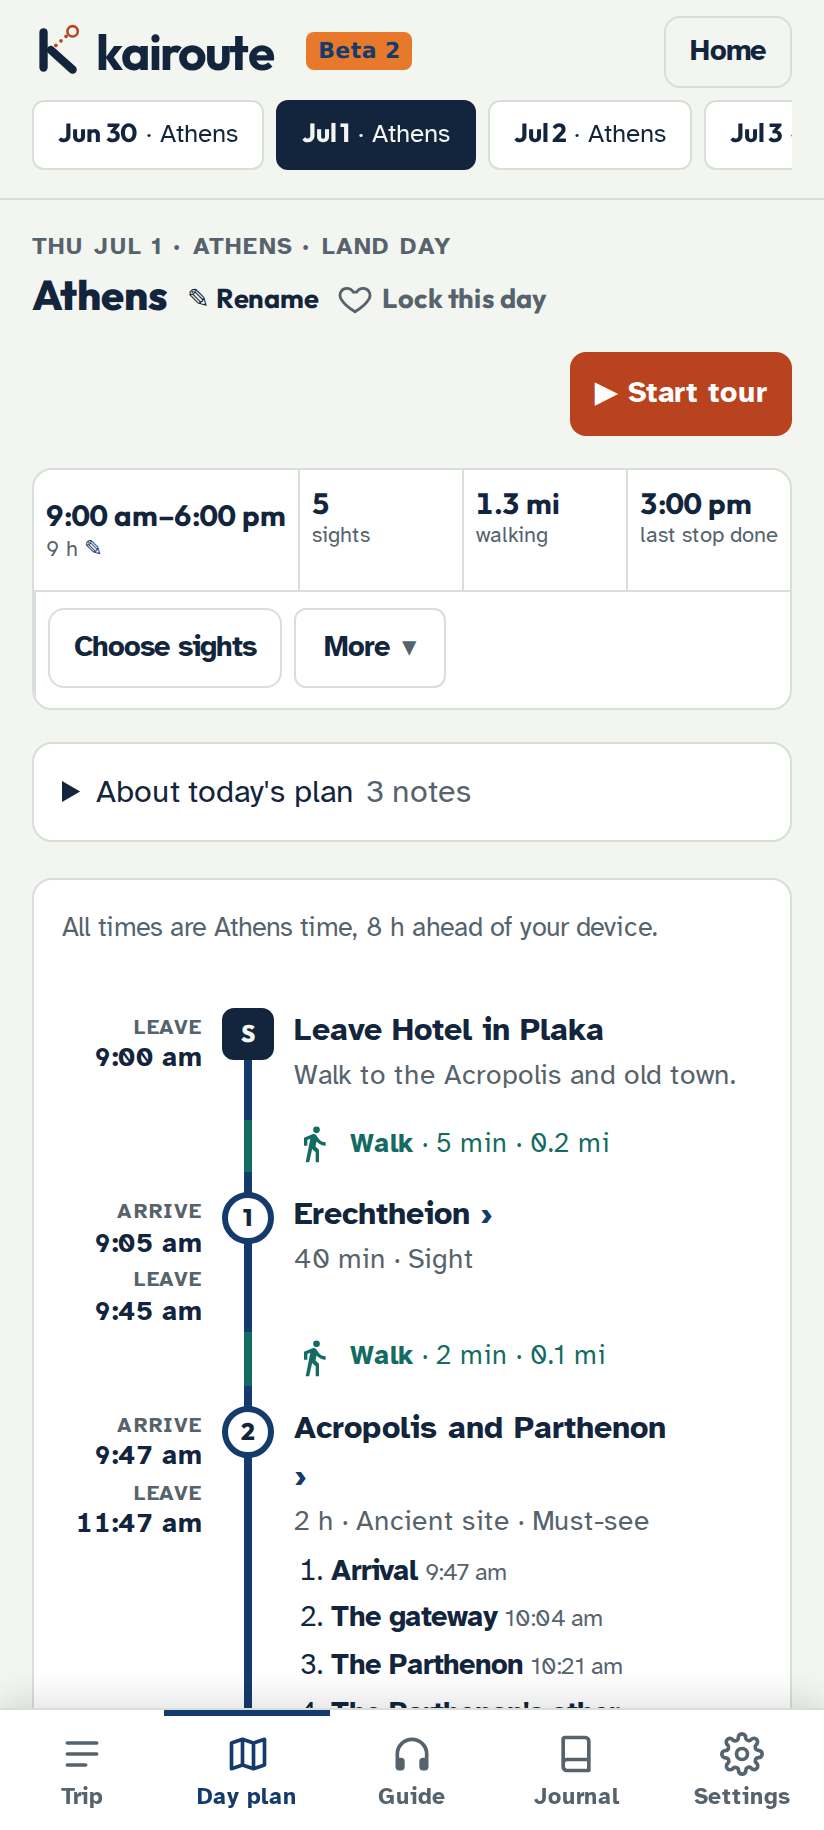 kairoute Beta 2 Home
Jun 30 · Athens Jul 1 · Athens Jul 2 · Athens Jul 3 ·
THU JUL 1 · ATHENS · LAND DAY
Athens ✎ Rename ♡ Lock this day
▶ Start tour
9:00 am–6:00 pm 5 1.3 mi 3:00 pm
9 h ✎ sights walking last stop done
Choose sights More ▼
▶ About today's plan 3 notes
All times are Athens time, 8 h ahead of your device.
LEAVE S Leave Hotel in Plaka
9:00 am Walk to the Acropolis and old town.
Walk · 5 min · 0.2 mi
ARRIVE 1 Erechtheion ›
9:05 am 40 min · Sight
LEAVE
9:45 am
Walk · 2 min · 0.1 mi
ARRIVE 2 Acropolis and Parthenon
9:47 am ›
LEAVE
11:47 am 2 h · Ancient site · Must-see
1. Arrival 9:47 am
2. The gateway 10:04 am
3. The Parthenon 10:21 am
4. The Parthenon's other
Trip Day plan Guide Journal Settings